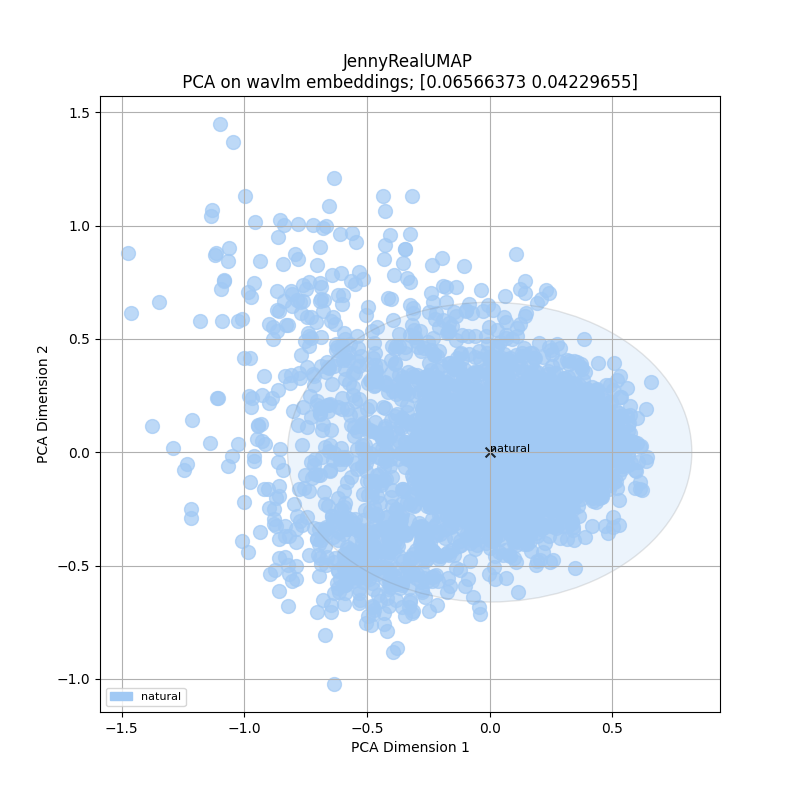 JennyRealUMAP
PCA on wavlm embeddings; [0.06566373 0.04229655]
PCA Dimension 2
1.5
1.0
0.5
0.0
−0.5
−1.0
natural
natural
−1.5
−1.0
−0.5
0.0
0.5
PCA Dimension 1